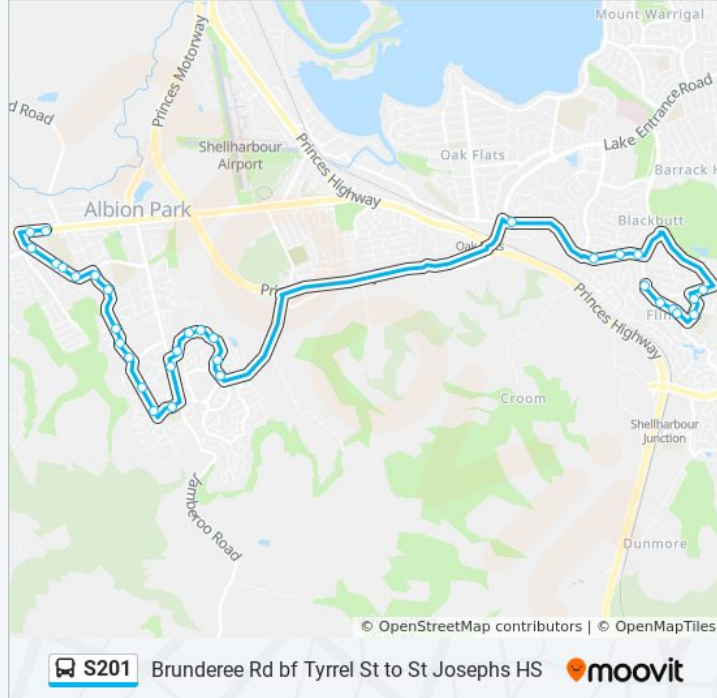 Mount Warrigal
d Road
Princes Motorway
Shellharbour
Airport
Princes Highway
Lake Entrance Road
Oak Flats
Barrack H
Albion Park
Blackbutt
Oak Flats
Pri
Flin
Princes Highway
Croom
Shellharbour
Junction
Jamberoo Road
Dunmore
© OpenStreetMap contributors | © OpenMapTiles
S201 Brunderee Rd bf Tyrrel St to St Josephs HS moovit